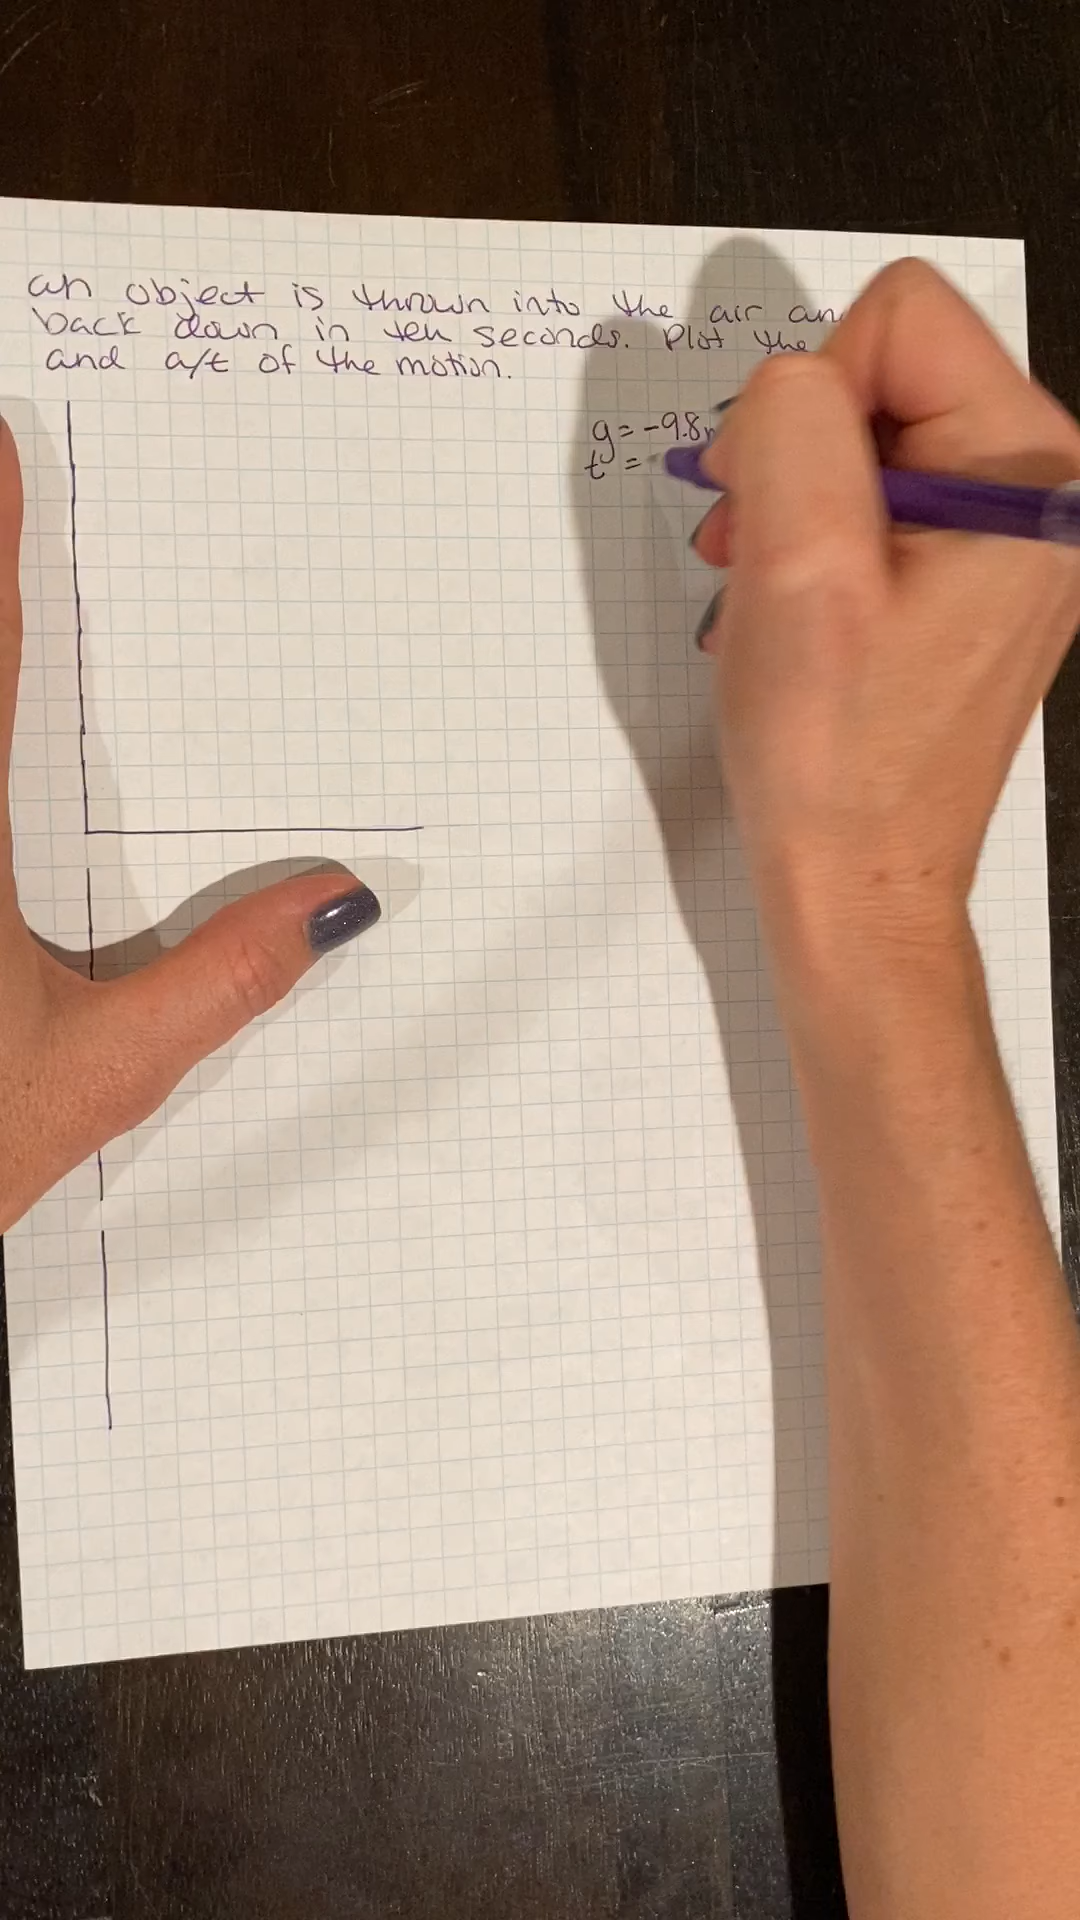 an object is thrown into the air
back down in ten seconds. Plot the
and a/t of the motion.
g = -9.8
t =